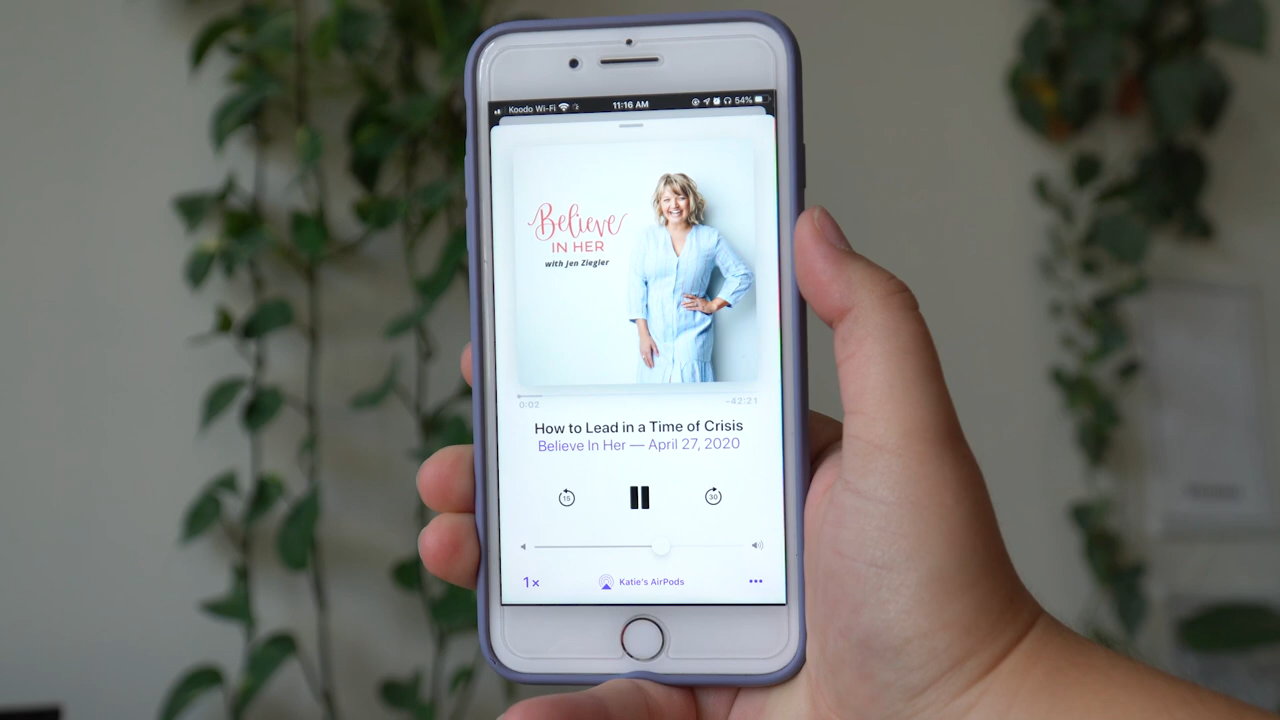 Koodo Wi-Fi 11:16 AM 54%
Believe
IN HER
with Jen Ziegler
0:02 -42:21
How to Lead in a Time of Crisis
Believe In Her — April 27, 2020
15 30
1× Katie's AirPods •••